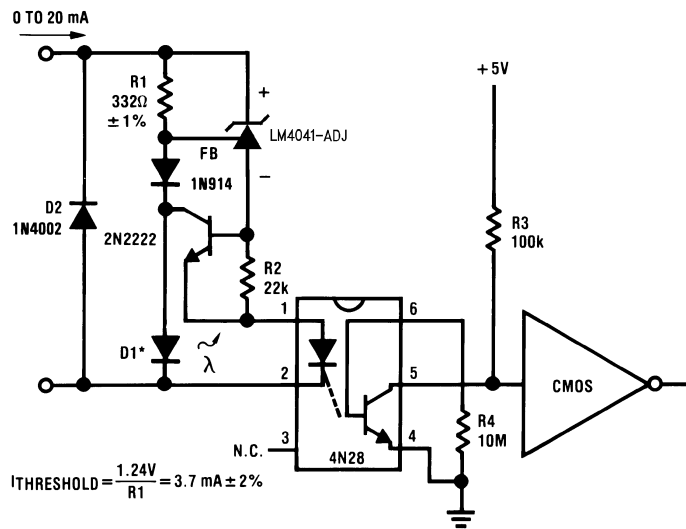 0 TO 20 mA
R1
332Ω
±1%
+
LM4041-ADJ
FB
−
1N914
D2
1N4002
2N2222
R2
22k
D1*
λ
1
2
3
N.C.
6
5
4
4N28
+5V
R3
100k
R4
10M
CMOS
ITHRESHOLD = 1.24V / R1 = 3.7 mA ± 2%